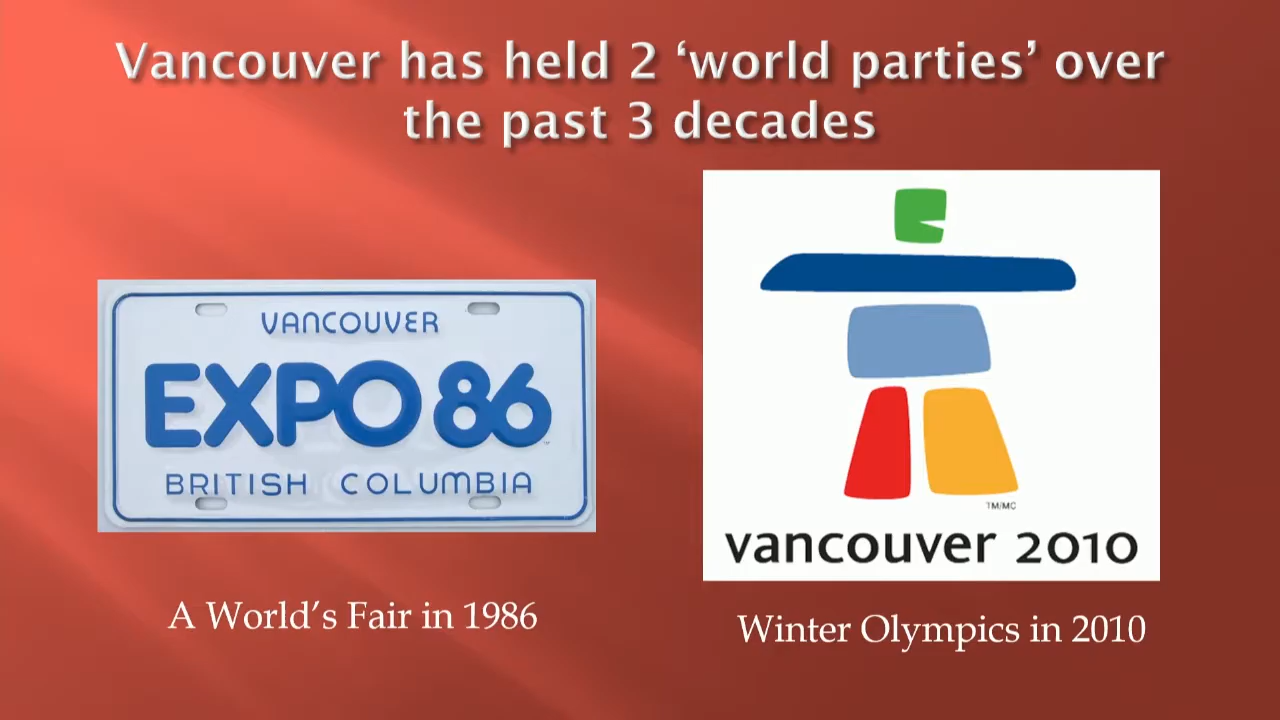 Vancouver has held 2 ‘world parties’ over
the past 3 decades
VANCOUVER
EXPO 86
BRITISH COLUMBIA
TM/MC
vancouver 2010
A World’s Fair in 1986
Winter Olympics in 2010